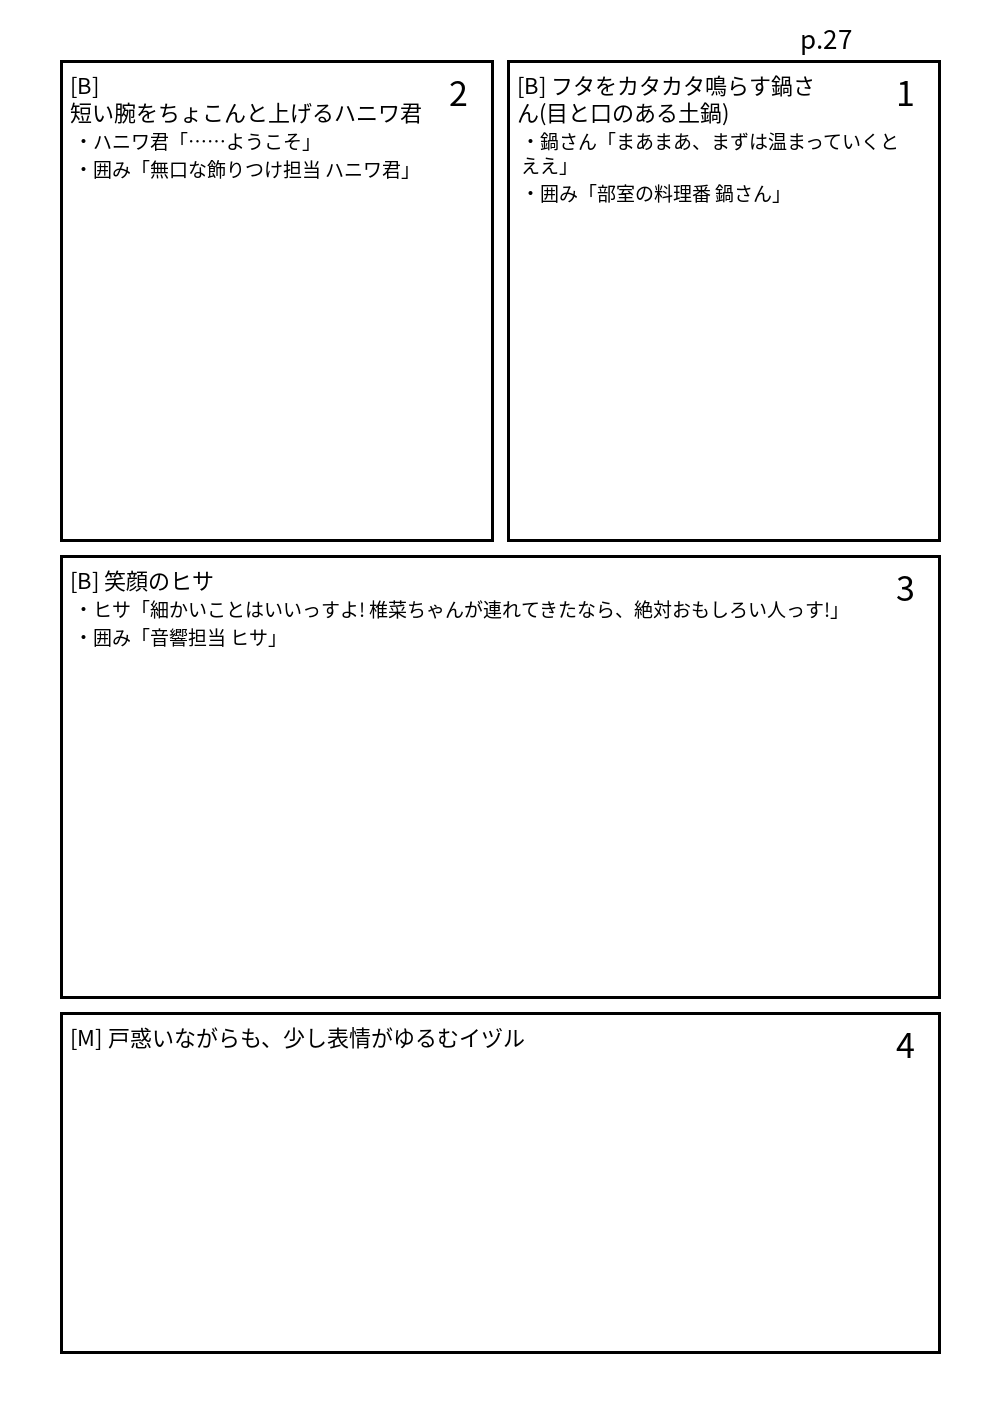 p.27
1
[B] フタをカタカタ鳴らす鍋さ
ん(目と口のある土鍋)
・鍋さん「まあまあ、まずは温まっていくと
ええ」
・囲み「部室の料理番 鍋さん」
2
[B]
短い腕をちょこんと上げるハニワ君
・ハニワ君「……ようこそ」
・囲み「無口な飾りつけ担当 ハニワ君」
3
[B] 笑顔のヒサ
・ヒサ「細かいことはいいっすよ! 椎菜ちゃんが連れてきたなら、絶対おもしろい人っす!」
・囲み「音響担当 ヒサ」
4
[M] 戸惑いながらも、少し表情がゆるむイヅル